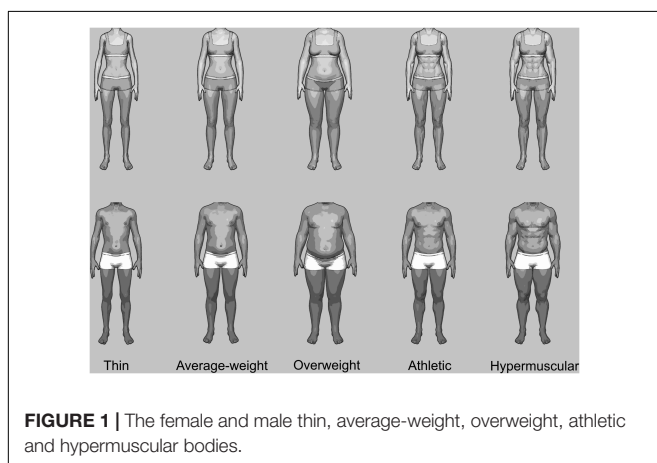 Thin Average-weight Overweight Athletic Hypermuscular
FIGURE 1 | The female and male thin, average-weight, overweight, athletic
and hypermuscular bodies.